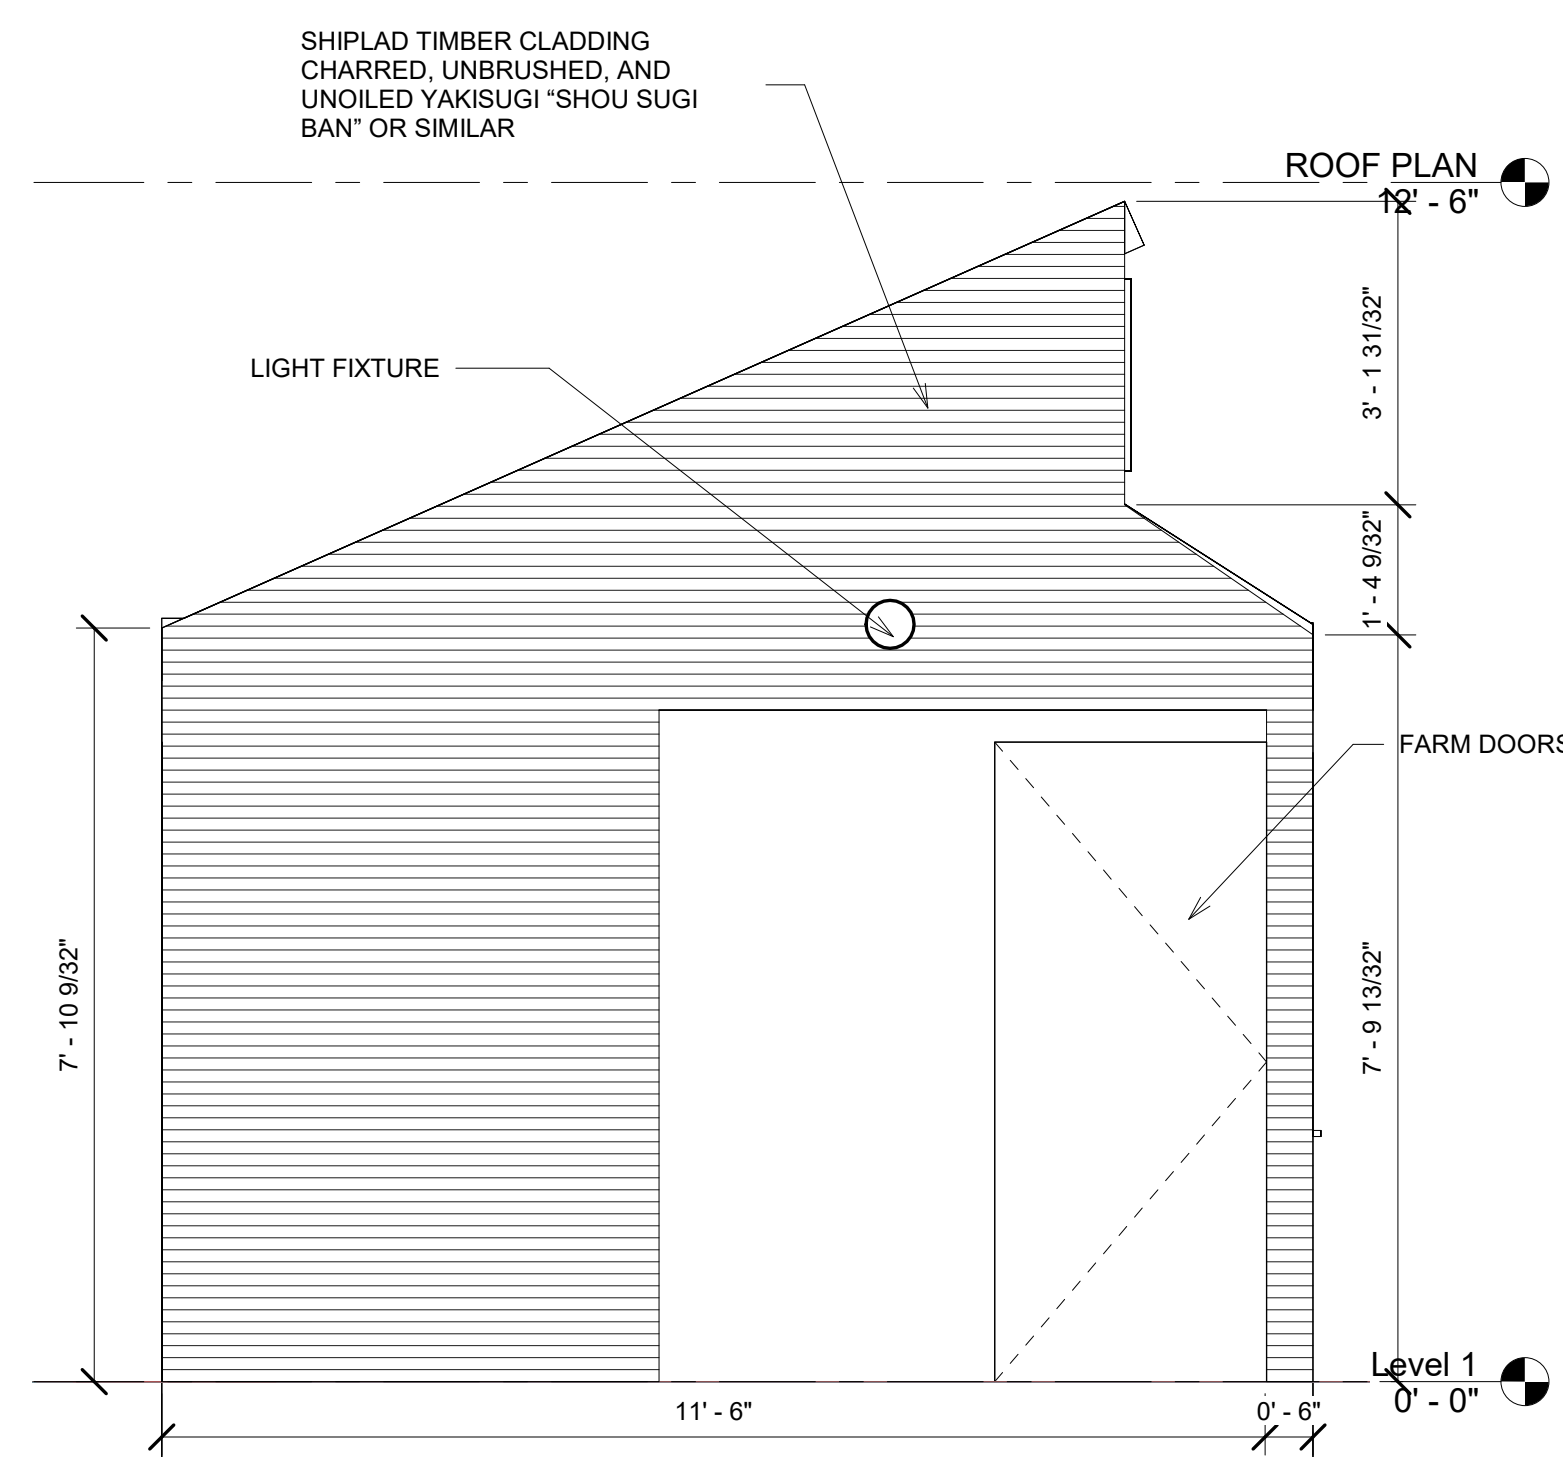 SHIPLAD TIMBER CLADDING
CHARRED, UNBRUSHED, AND
UNOILED YAKISUGI “SHOU SUGI
BAN” OR SIMILAR
ROOF PLAN
12' - 6"
3' - 1 31/32"
LIGHT FIXTURE
1' - 4 9/32"
FARM DOORS
7' - 10 9/32"
7' - 9 13/32"
Level 1
0' - 0"
11' - 6"
0' - 6"